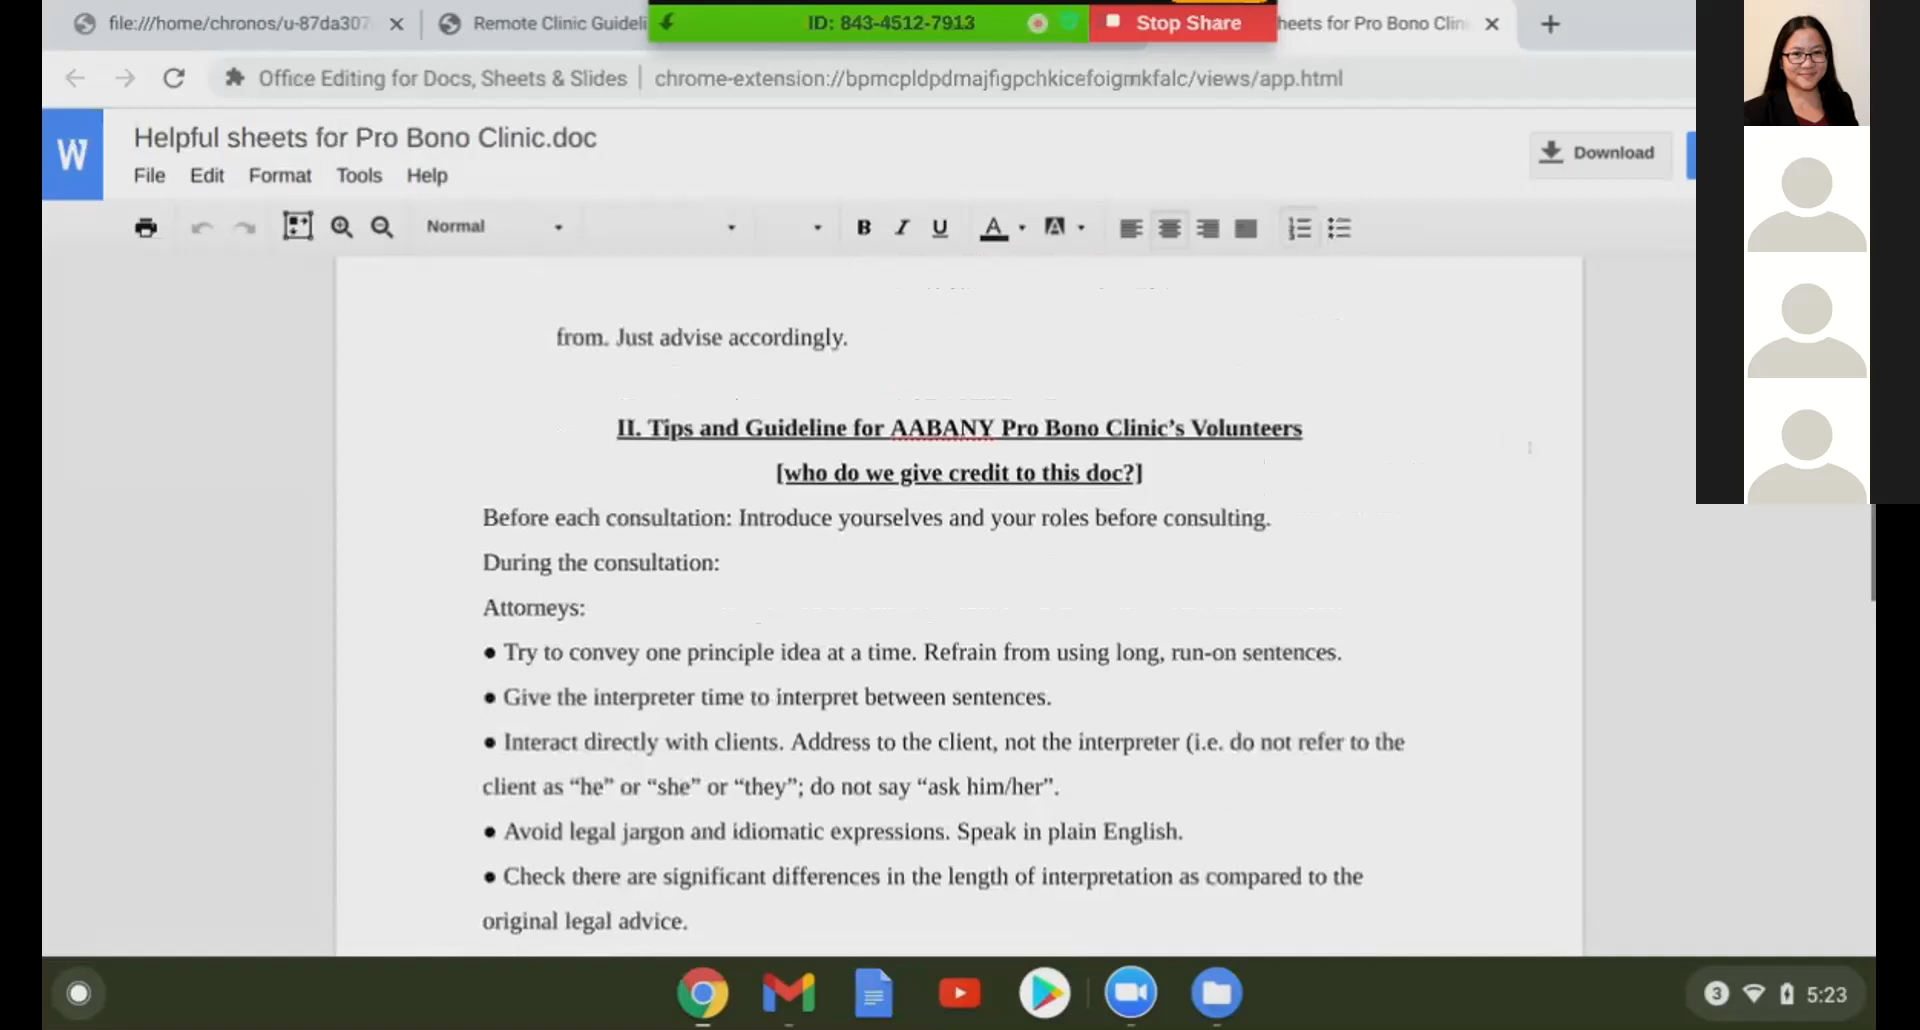 file:///home/chronos/u-87da307
Remote Clinic Guideli
ID: 843-4512-7913
Stop Share
heets for Pro Bono Clin
Office Editing for Docs, Sheets & Slides
chrome-extension://bpmcpldpdmajfigpchkicefoigmkfalc/views/app.html
W
Helpful sheets for Pro Bono Clinic.doc
Download
File Edit Format Tools Help
Normal
B I U A A
from. Just advise accordingly.
II. Tips and Guideline for AABANY Pro Bono Clinic’s Volunteers
[who do we give credit to this doc?]
Before each consultation: Introduce yourselves and your roles before consulting.
During the consultation:
Attorneys:
● Try to convey one principle idea at a time. Refrain from using long, run-on sentences.
● Give the interpreter time to interpret between sentences.
● Interact directly with clients. Address to the client, not the interpreter (i.e. do not refer to the
client as “he” or “she” or “they”; do not say “ask him/her”.
● Avoid legal jargon and idiomatic expressions. Speak in plain English.
● Check there are significant differences in the length of interpretation as compared to the
original legal advice.
3
5:23